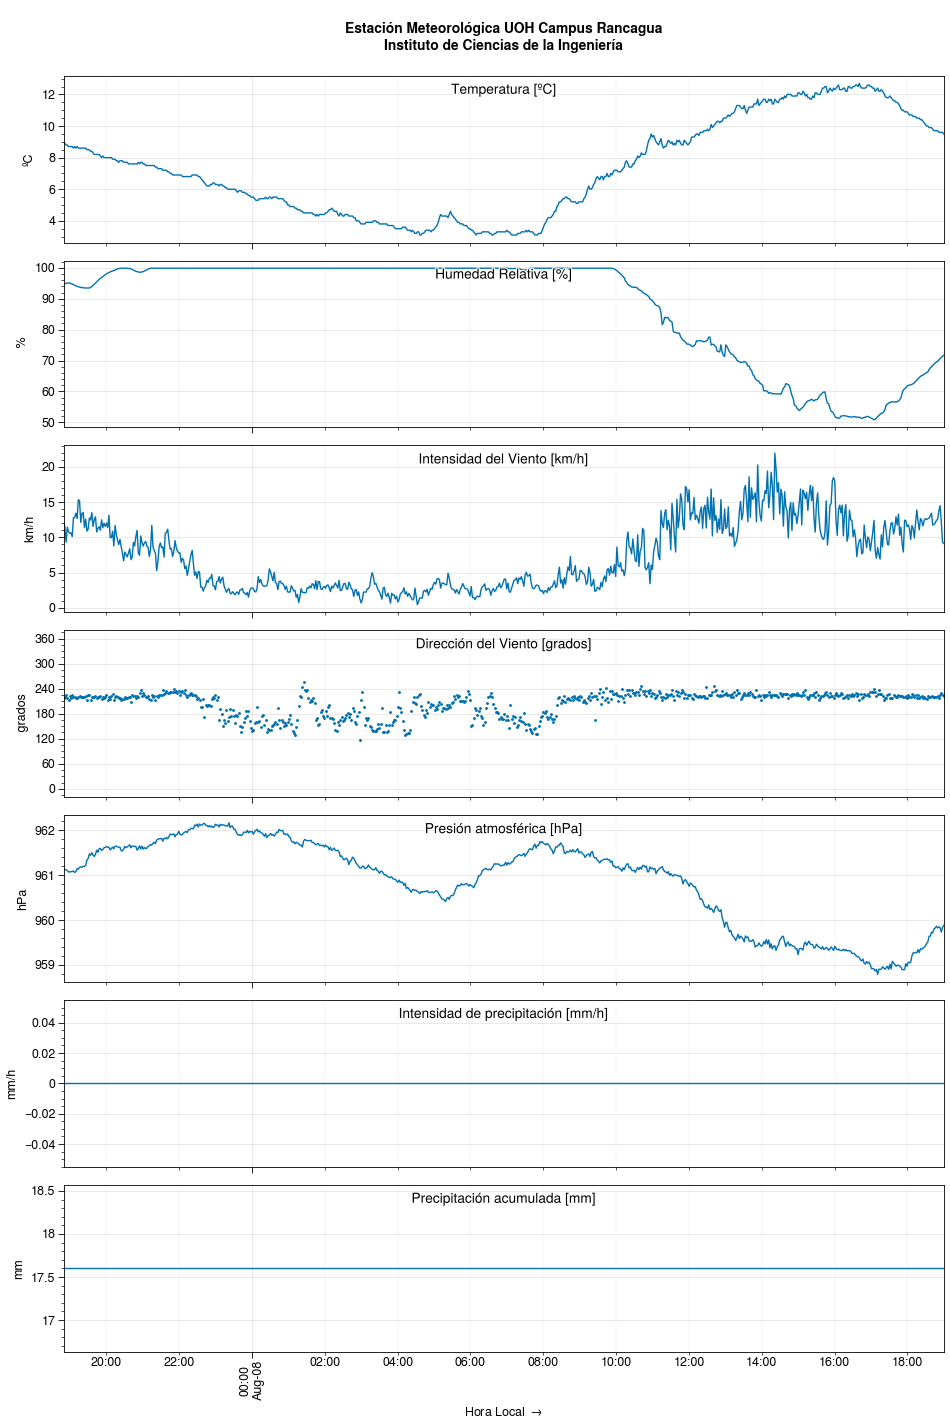 Estación Meteorológica UOH Campus Rancagua
Instituto de Ciencias de la Ingeniería
Temperatura [ºC]
12
10
8
6
4
ºC
Humedad Relativa [%]
100
90
80
70
60
50
%
Intensidad del Viento [km/h]
20
15
10
5
0
km/h
Dirección del Viento [grados]
360
300
240
180
120
60
0
grados
Presión atmosférica [hPa]
962
961
960
959
hPa
Intensidad de precipitación [mm/h]
0.04
0.02
0
−0.02
−0.04
mm/h
Precipitación acumulada [mm]
18.5
18
17.5
17
mm
20:00 22:00 00:00 02:00 04:00 06:00 08:00 10:00 12:00 14:00 16:00 18:00
Aug-08
Hora Local →